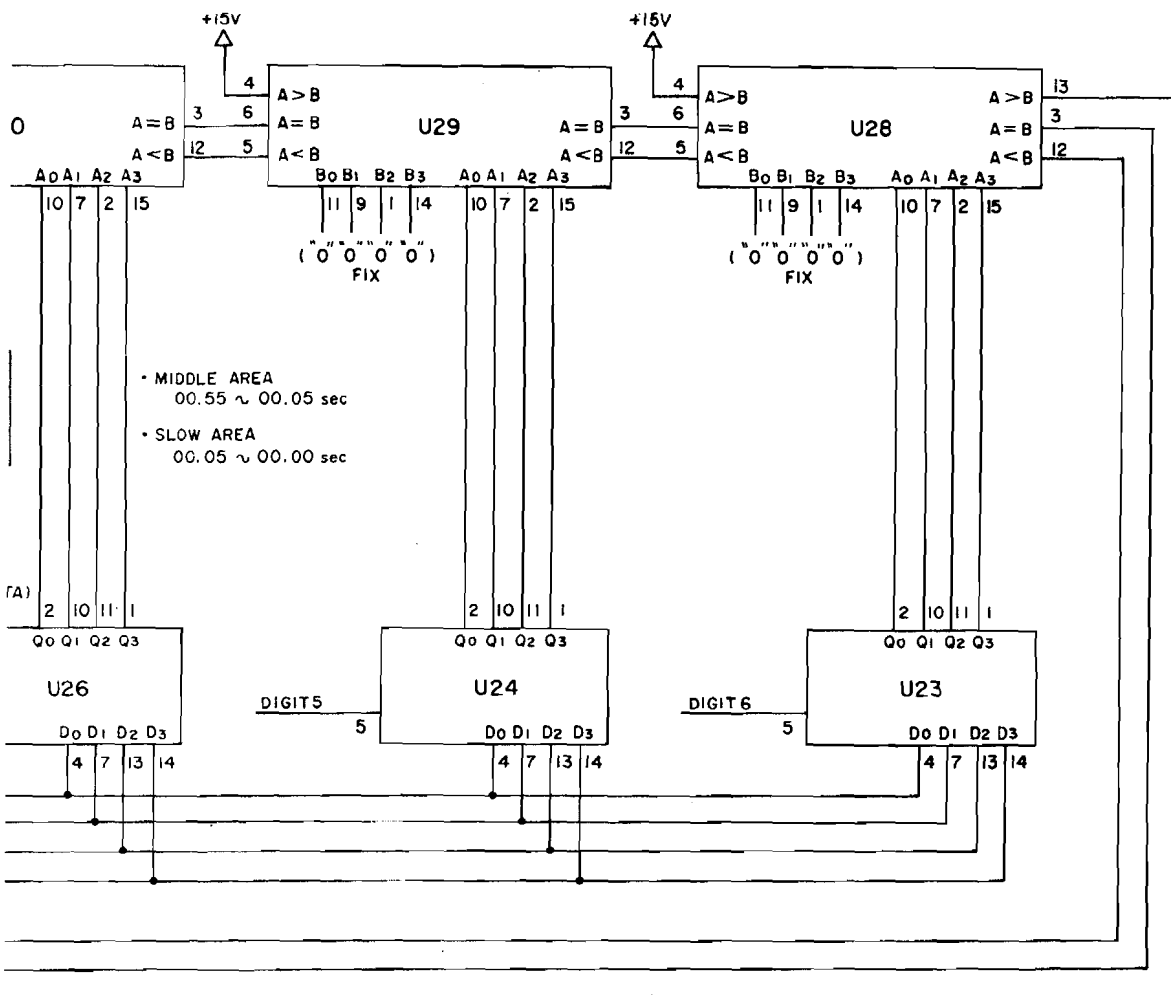 +15V +15V
4 4 13
A>B A>B A>B
O A=B 3 6 A=B U29 A=B 3 6 A=B U28 A=B 3
A<B 12 5 A<B A<B 12 5 A<B A<B 12
A0 A1 A2 A3 B0 B1 B2 B3 A0 A1 A2 A3 B0 B1 B2 B3 A0 A1 A2 A3
10 7 2 15 11 9 1 14 10 7 2 15 11 9 1 14 10 7 2 15
("0" "0" "0" "0") ("0" "0" "0" "0")
FIX FIX
• MIDDLE AREA
00.55 ~ 00.05 sec
• SLOW AREA
00.05 ~ 00.00 sec
TA)
2 10 11 1 2 10 11 1 2 10 11 1
Q0 Q1 Q2 Q3 Q0 Q1 Q2 Q3 Q0 Q1 Q2 Q3
U26 U24 U23
DIGIT5 DIGIT6
5 5
D0 D1 D2 D3 D0 D1 D2 D3 D0 D1 D2 D3
4 7 13 14 4 7 13 14 4 7 13 14